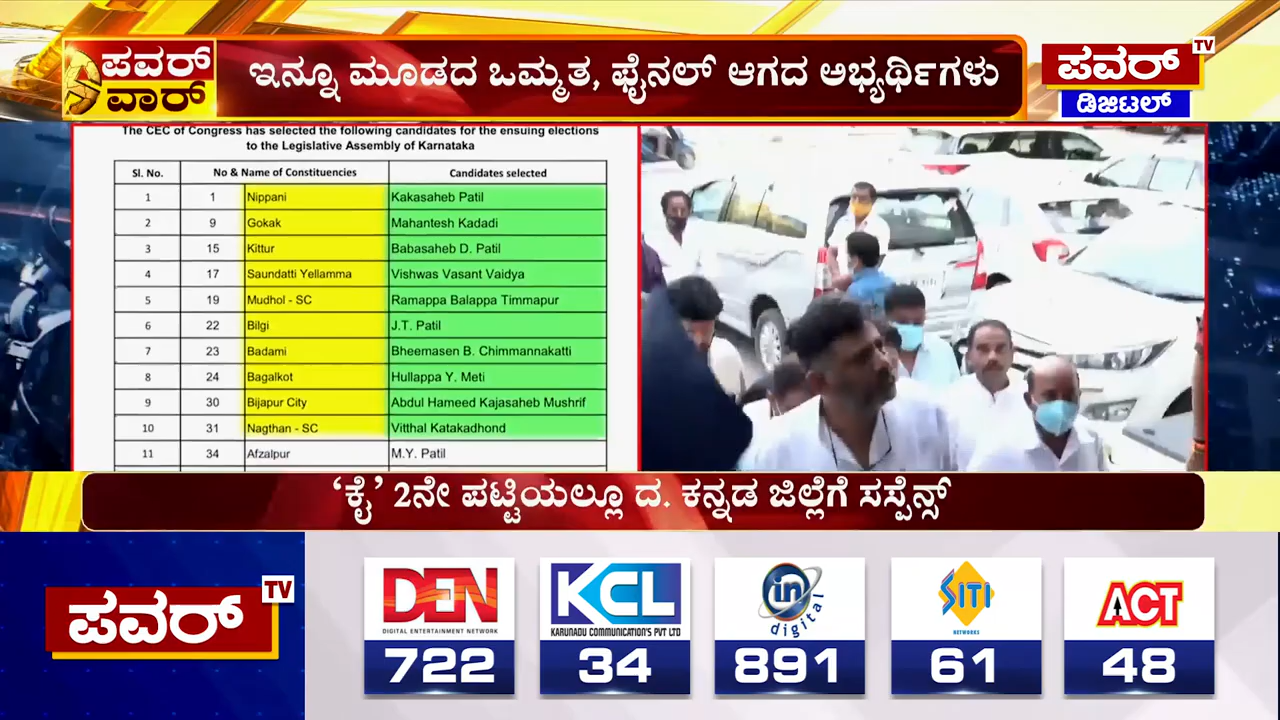 ಪವರ್
ವಾರ್
ಇನ್ನೂ ಮೂಡದ ಒಮ್ಮತ, ಫೈನಲ್ ಆಗದ ಅಭ್ಯರ್ಥಿಗಳು
ಪವರ್ TV
ಡಿಜಿಟಲ್
The CEC of Congress has selected the following candidates for the ensuing elections
to the Legislative Assembly of Karnataka
Sl. No. No & Name of Constituencies Candidates selected
1 1 Nippani Kakasaheb Patil
2 9 Gokak Mahantesh Kadadi
3 15 Kittur Babasaheb D. Patil
4 17 Saundatti Yellamma Vishwas Vasant Vaidya
5 19 Mudhol - SC Ramappa Balappa Timmapur
6 22 Bilgi J.T. Patil
7 23 Badami Bheemasen B. Chimmannakatti
8 24 Bagalkot Hullappa Y. Meti
9 30 Bijapur City Abdul Hameed Kajasaheb Mushrif
10 31 Nagthan - SC Vitthal Katakadhond
11 34 Afzalpur M.Y. Patil
‘ಕೈ’ 2ನೇ ಪಟ್ಟಿಯಲ್ಲೂ ದ. ಕನ್ನಡ ಜಿಲ್ಲೆಗೆ ಸಸ್ಪೆನ್ಸ್
ಪವರ್ TV
DEN
DIGITAL ENTERTAINMENT NETWORK
722
KCL
KARUNADU COMMUNICATION'S PVT LTD
34
in
digital
891
SITI
NETWORKS
61
ACT
48